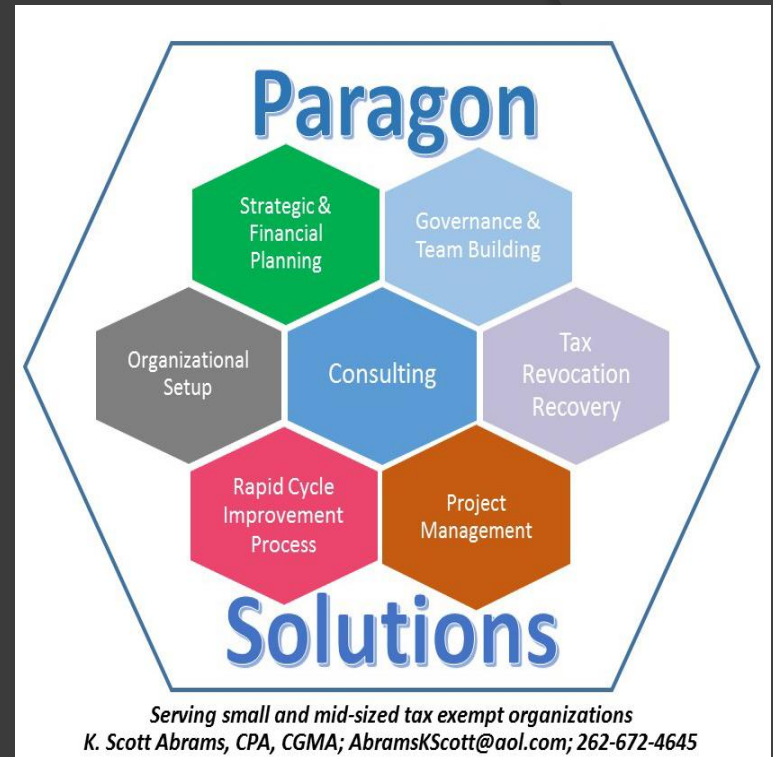 Paragon
Strategic &
Financial
Planning
Governance &
Team Building
Organizational
Setup
Consulting
Tax
Revocation
Recovery
Rapid Cycle
Improvement
Process
Project
Management
Solutions
Serving small and mid-sized tax exempt organizations
K. Scott Abrams, CPA, CGMA; AbramsKScott@aol.com; 262-672-4645